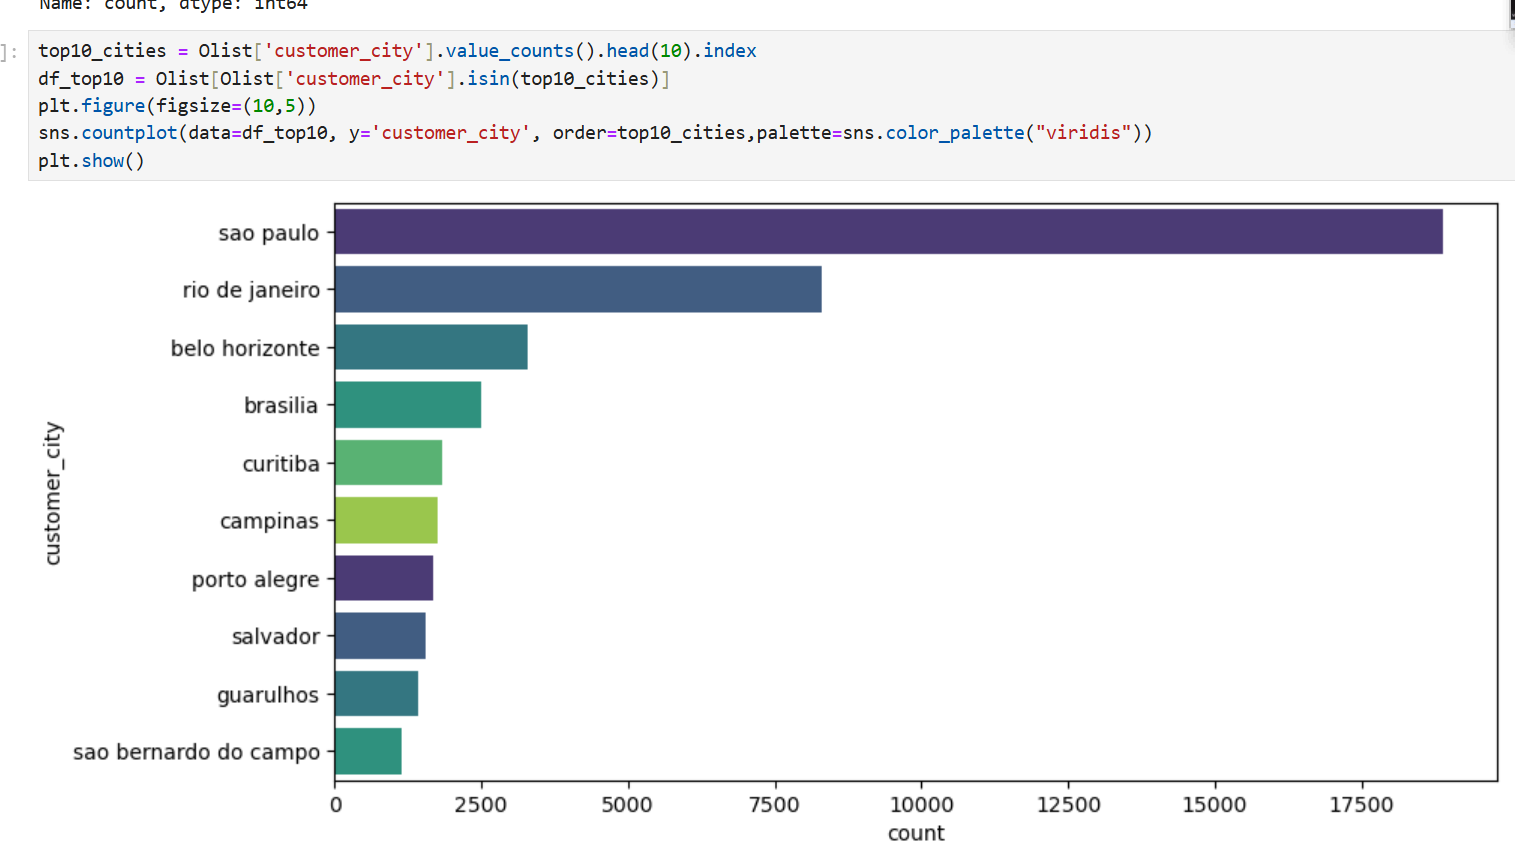 Name: count, dtype: int64
]:
top10_cities = Olist['customer_city'].value_counts().head(10).index
df_top10 = Olist[Olist['customer_city'].isin(top10_cities)]
plt.figure(figsize=(10,5))
sns.countplot(data=df_top10, y='customer_city', order=top10_cities,palette=sns.color_palette("viridis"))
plt.show()
sao paulo
rio de janeiro
belo horizonte
brasilia
curitiba
campinas
porto alegre
salvador
guarulhos
sao bernardo do campo
customer_city
0 2500 5000 7500 10000 12500 15000 17500
count